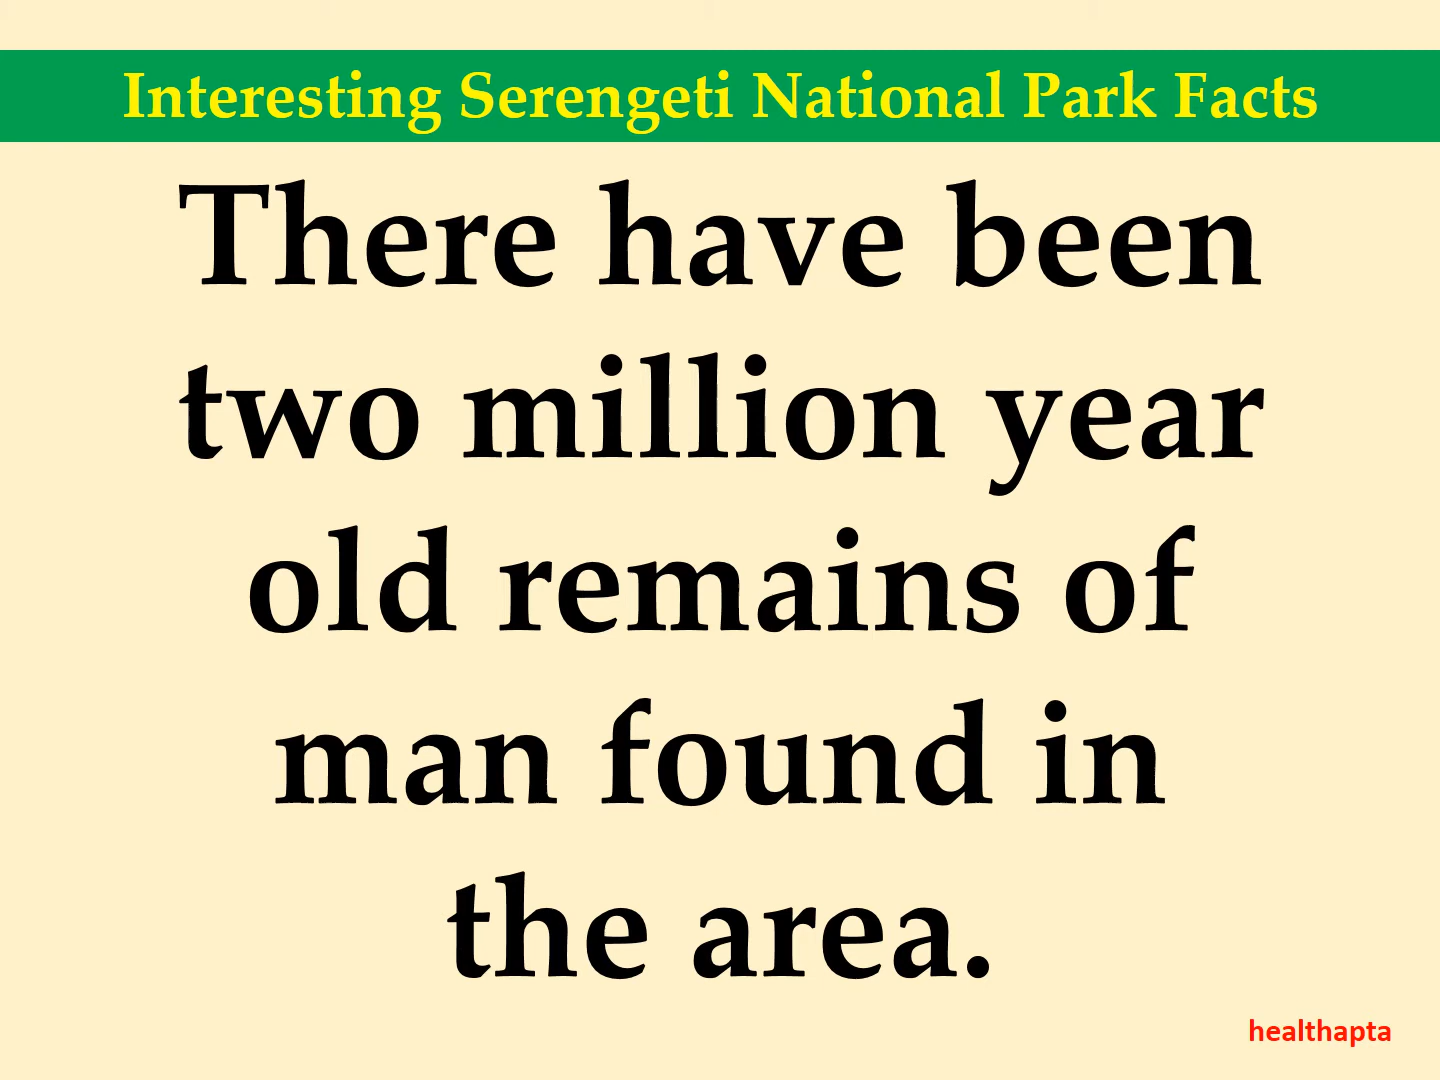 Interesting Serengeti National Park Facts
There have been
two million year
old remains of
man found in
the area.
healthapta